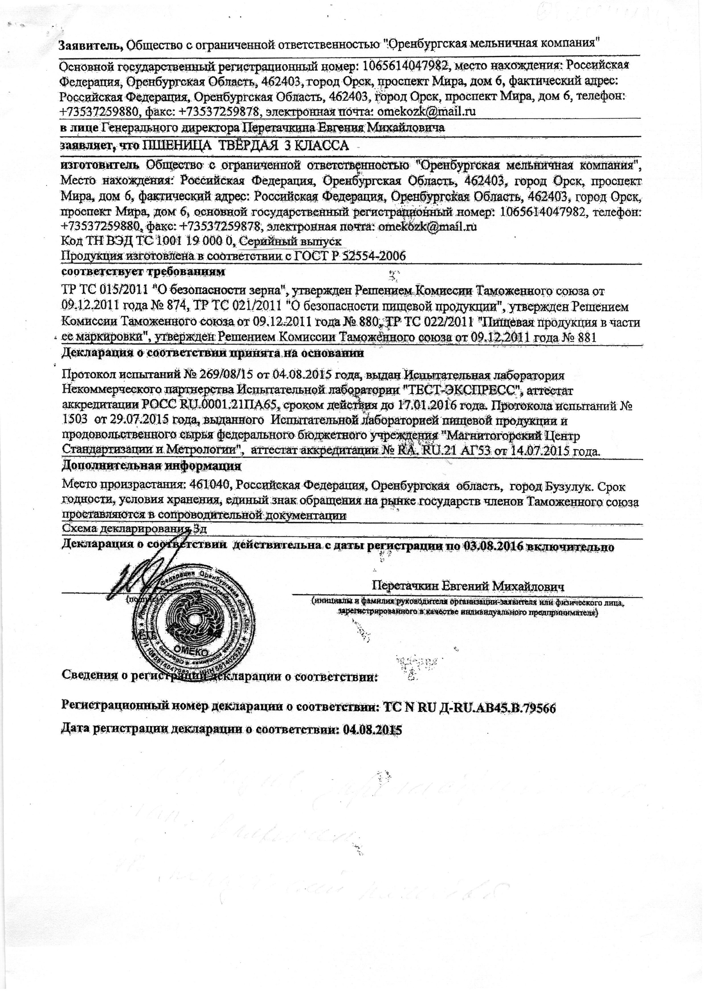 Заявитель, Общество с ограниченной ответственностью "Оренбургская мельничная компания"
Основной государственный регистрационный номер: 1065614047982, место нахождения: Российская
Федерация, Оренбургская Область, 462403, город Орск, проспект Мира, дом 6, фактический адрес:
Российская Федерация, Оренбургская Область, 462403, город Орск, проспект Мира, дом 6, телефон:
+73537259880, факс: +73537259878, электронная почта: omekozk@mail.ru
в лице Генерального директора Перетачкина Евгения Михайловича
заявляет, что ПШЕНИЦА ТВЁРДАЯ 3 КЛАССА
изготовитель Общество с ограниченной ответственностью "Оренбургская мельничная компания",
Место нахождения: Российская Федерация, Оренбургская Область, 462403, город Орск, проспект
Мира, дом 6, фактический адрес: Российская Федерация, Оренбургская Область, 462403, город Орск,
проспект Мира, дом 6, основной государственный регистрационный номер: 1065614047982, телефон:
+73537259880, факс: +73537259878, электронная почта: omekozk@mail.ru
Код ТН ВЭД ТС 1001 19 000 0, Серийный выпуск
Продукция изготовлена в соответствии с ГОСТ Р 52554-2006
соответствует требованиям
ТР ТС 015/2011 "О безопасности зерна", утвержден Решением Комиссии Таможенного союза от
09.12.2011 года № 874, ТР ТС 021/2011 "О безопасности пищевой продукции", утвержден Решением
Комиссии Таможенного союза от 09.12.2011 года № 880, ТР ТС 022/2011 "Пищевая продукция в части
ее маркировки", утвержден Решением Комиссии Таможенного союза от 09.12.2011 года № 881
Декларация о соответствии принята на основании
Протокол испытаний № 269/08/15 от 04.08.2015 года, выдан Испытательная лаборатория
Некоммерческого партнерства Испытательной лаборатории "ТЕСТ-ЭКСПРЕСС", аттестат
аккредитации РОСС RU.0001.21ПА65, сроком действия до 17.01.2016 года. Протокола испытаний №
1503 от 29.07.2015 года, выданного Испытательной лабораторией пищевой продукции и
продовольственного сырья федерального бюджетного учреждения "Магнитогорский Центр
Стандартизации и Метрологии", аттестат аккредитации № RA. RU.21 АГ53 от 14.07.2015 года.
Дополнительная информация
Место произрастания: 461040, Российская Федерация, Оренбургская область, город Бузулук. Срок
годности, условия хранения, единый знак обращения на рынке государств членов Таможенного союза
проставляются в сопроводительной документации
Схема декларирования 3д
Декларация о соответствии действительна с даты регистрации по 03.08.2016 включительно
Перетачкин Евгений Михайлович
(подпись)
(инициалы и фамилия руководителя организации-заявителя или физического лица,
зарегистрированного в качестве индивидуального предпринимателя)
М.П.
ОМЕКО
Сведения о регистрации декларации о соответствии:
Регистрационный номер декларации о соответствии: ТС N RU Д-RU.АВ45.В.79566
Дата регистрации декларации о соответствии: 04.08.2015